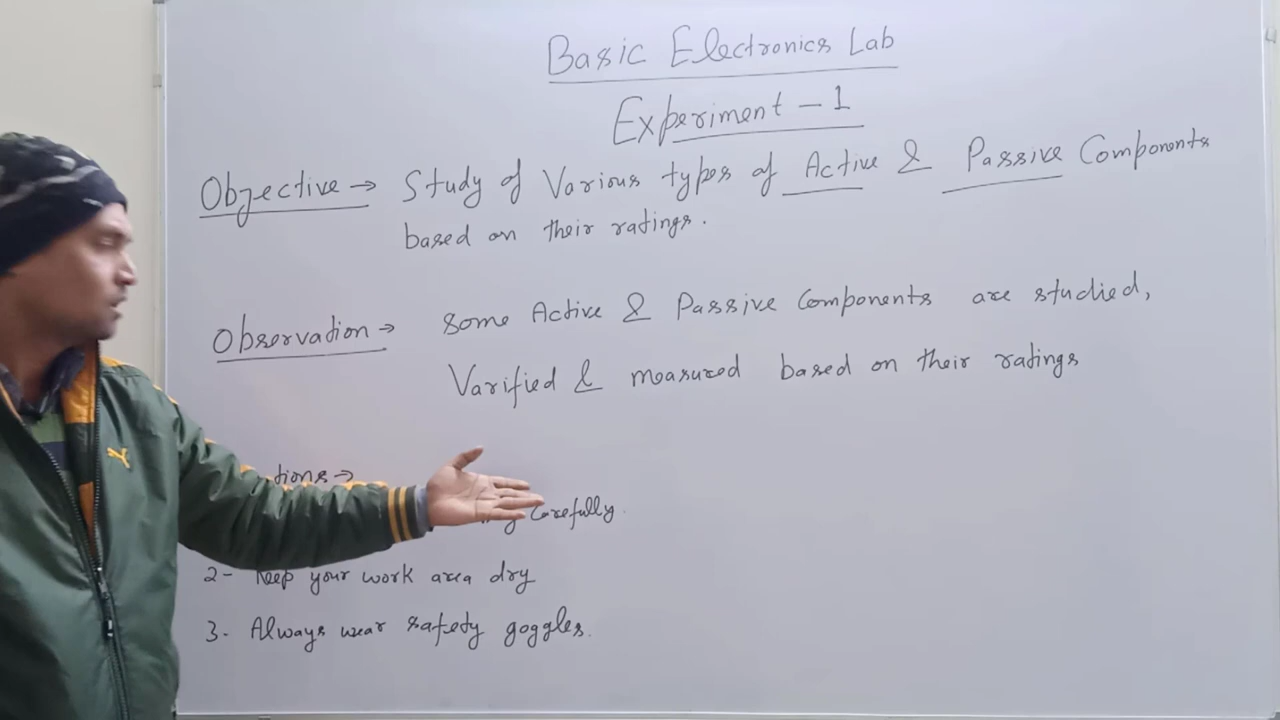 Basic Electronics Lab
Experiment - 1
Objective → Study of Various types of Active & Passive Components
based on their ratings.
Observation → Some Active & Passive Components are studied,
Varified & measured based on their ratings
tions →
Carefully.
2- Keep your work area dry
3. Always wear safety goggles.